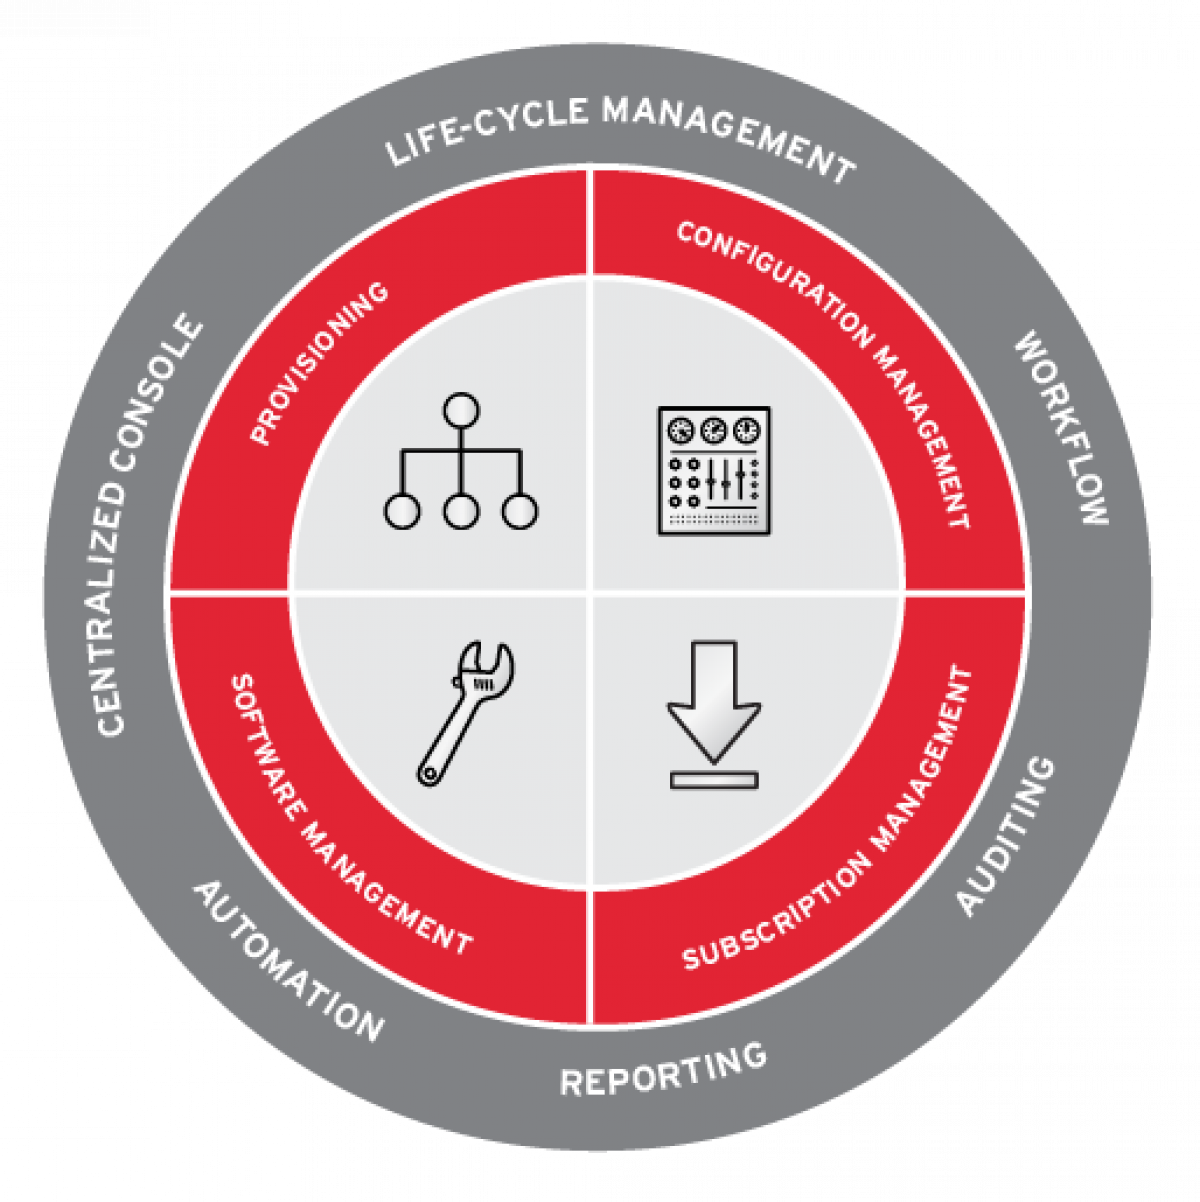 LIFE-CYCLE MANAGEMENT
WORKFLOW
AUDITING
REPORTING
AUTOMATION
CENTRALIZED CONSOLE
PROVISIONING
CONFIGURATION MANAGEMENT
SUBSCRIPTION MANAGEMENT
SOFTWARE MANAGEMENT